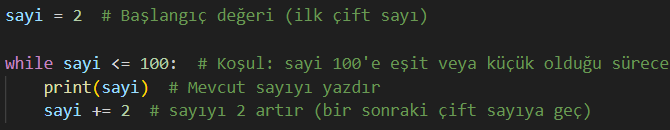 sayi = 2  # Başlangıç değeri (ilk çift sayı)
while sayi <= 100:  # Koşul: sayi 100'e eşit veya küçük olduğu sürece
    print(sayi)  # Mevcut sayıyı yazdır
    sayi += 2  # sayıyı 2 artır (bir sonraki çift sayıya geç)